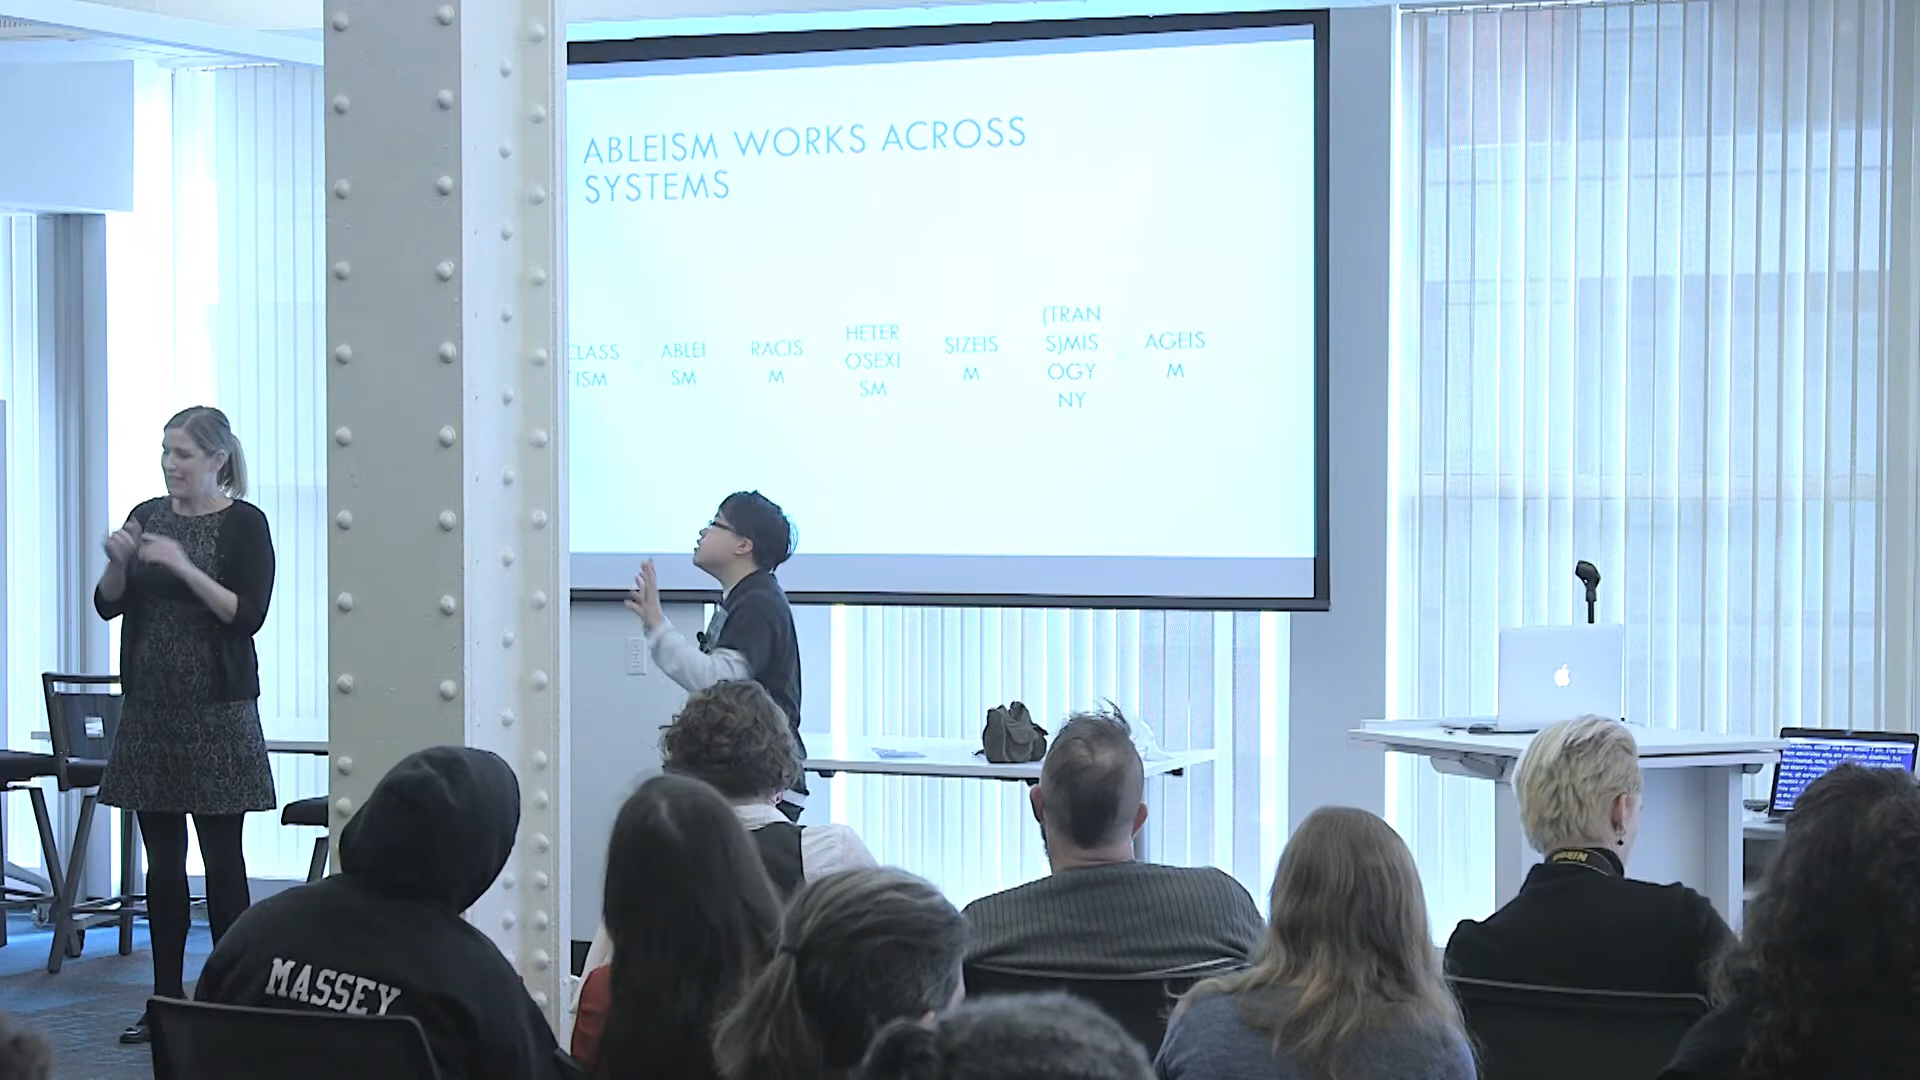 ABLEISM WORKS ACROSS
SYSTEMS
CLASS
ISM
ABLEI
SM
RACIS
M
HETER
OSEXI
SM
SIZEIS
M
(TRAN
S)MIS
OGY
NY
AGEIS
M
MASSEY
Nikon